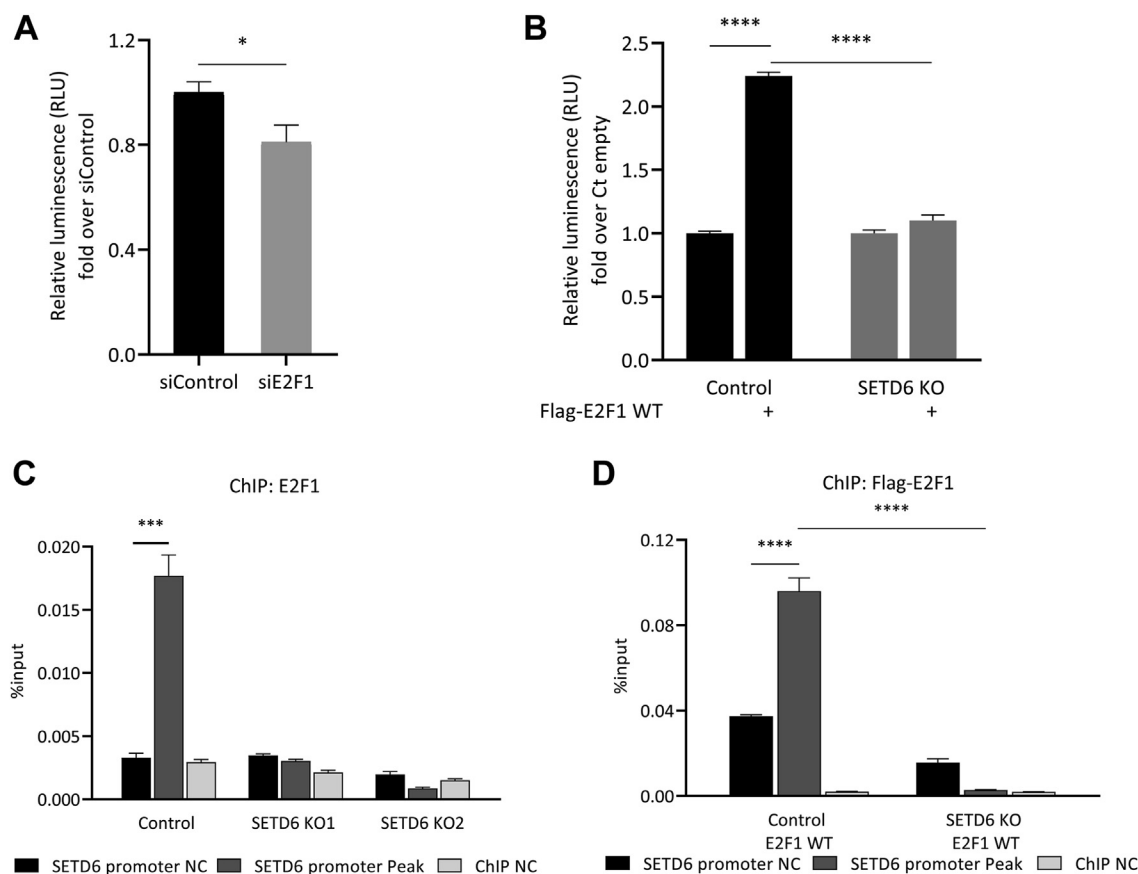 A
Relative luminescence (RLU)
fold over siControl
1.2
0.8
0.4
0.0
*
siControl siE2F1
B
Relative luminescence (RLU)
fold over Ct empty
2.5
2.0
1.5
1.0
0.5
0.0
**** ****
Control SETD6 KO
Flag-E2F1 WT + +
C
ChIP: E2F1
%input
0.020
0.015
0.010
0.005
0.000
***
Control SETD6 KO1 SETD6 KO2
SETD6 promoter NC SETD6 promoter Peak ChIP NC
D
ChIP: Flag-E2F1
%input
0.12
0.08
0.04
0.00
****
****
Control SETD6 KO
E2F1 WT E2F1 WT
SETD6 promoter NC SETD6 promoter Peak ChIP NC